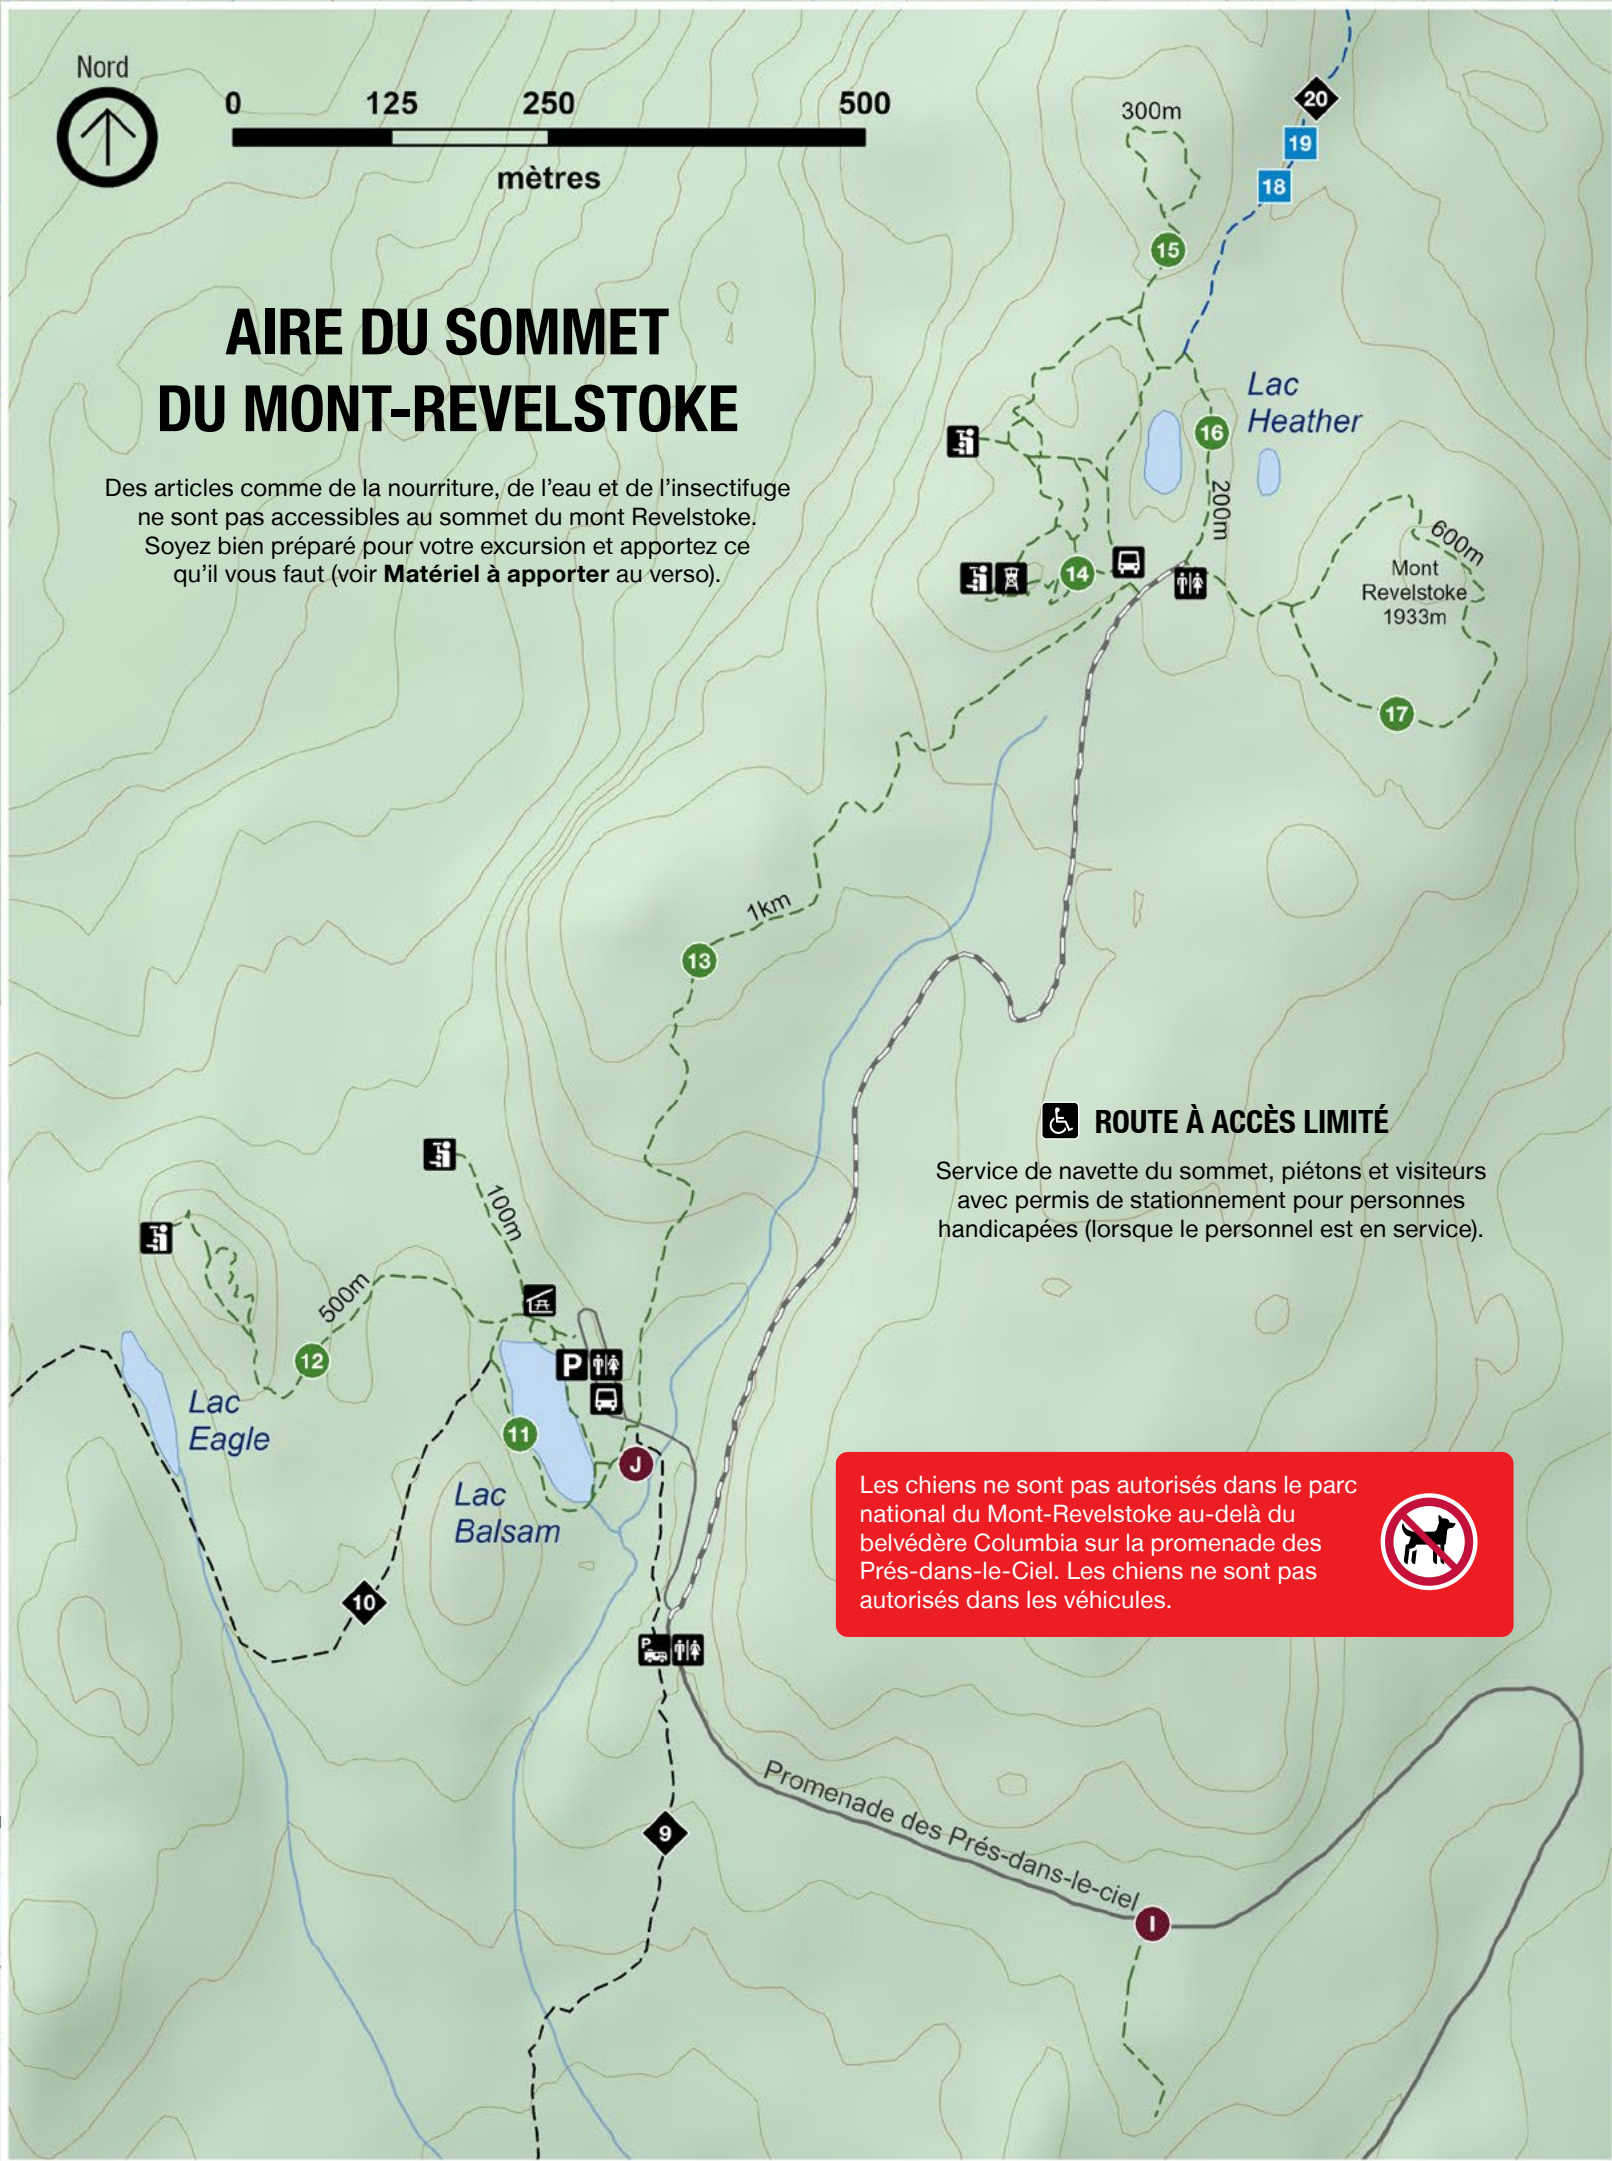 Nord
0 125 250 500
mètres
300m
20
19
18
15
AIRE DU SOMMET
DU MONT-REVELSTOKE
Des articles comme de la nourriture, de l'eau et de l'insectifuge
ne sont pas accessibles au sommet du mont Revelstoke.
Soyez bien préparé pour votre excursion et apportez ce
qu'il vous faut (voir Matériel à apporter au verso).
Lac
Heather
16
200m
600m
Mont
Revelstoke
1933m
14
17
1km
13
ROUTE À ACCÈS LIMITÉ
Service de navette du sommet, piétons et visiteurs
avec permis de stationnement pour personnes
handicapées (lorsque le personnel est en service).
100m
500m
12
P
Lac
Eagle
11
J
Lac
Balsam
Les chiens ne sont pas autorisés dans le parc
national du Mont-Revelstoke au-delà du
belvédère Columbia sur la promenade des
Prés-dans-le-Ciel. Les chiens ne sont pas
autorisés dans les véhicules.
10
P
Promenade des Prés-dans-le-ciel
9
I